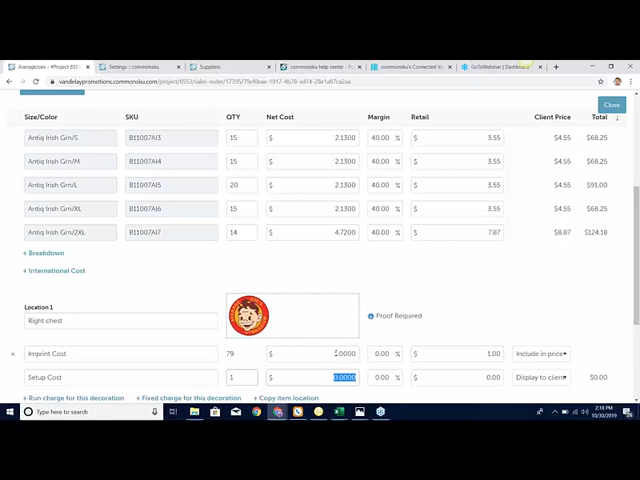 Averagejoes - #Project 8553 Settings :: commonsku Suppliers commonsku help center commonsku's Connected GoToWebinar | Dashboard
vandelaypromotions.commonsku.com/project/8553/sales-order/17395/
Close
Size/Color SKU QTY Net Cost Margin Retail Client Price Total
Antiq Irish Grn/S B11007AI3 15 $ 2.1300 40.00 % $ 3.55 $4.55 $68.25
Antiq Irish Grn/M B11007AI4 15 $ 2.1300 40.00 % $ 3.55 $4.55 $68.25
Antiq Irish Grn/L B11007AI5 20 $ 2.1300 40.00 % $ 3.55 $4.55 $91.00
Antiq Irish Grn/XL B11007AI6 15 $ 2.1300 40.00 % $ 3.55 $4.55 $68.25
Antiq Irish Grn/2XL B11007AI7 14 $ 4.7200 40.00 % $ 7.87 $8.87 $124.18
+ Breakdown
+ International Cost
Location 1
Right chest
Proof Required
× Imprint Cost 79 $ 0.00 % $ 1.00 Include in price
Setup Cost 1 $ 0.0000 0.00 % $ 0.00 Display to client $0.00
+ Run charge for this decoration + Fixed charge for this decoration + Copy item location
Type here to search
2:18 PM
10/30/2019